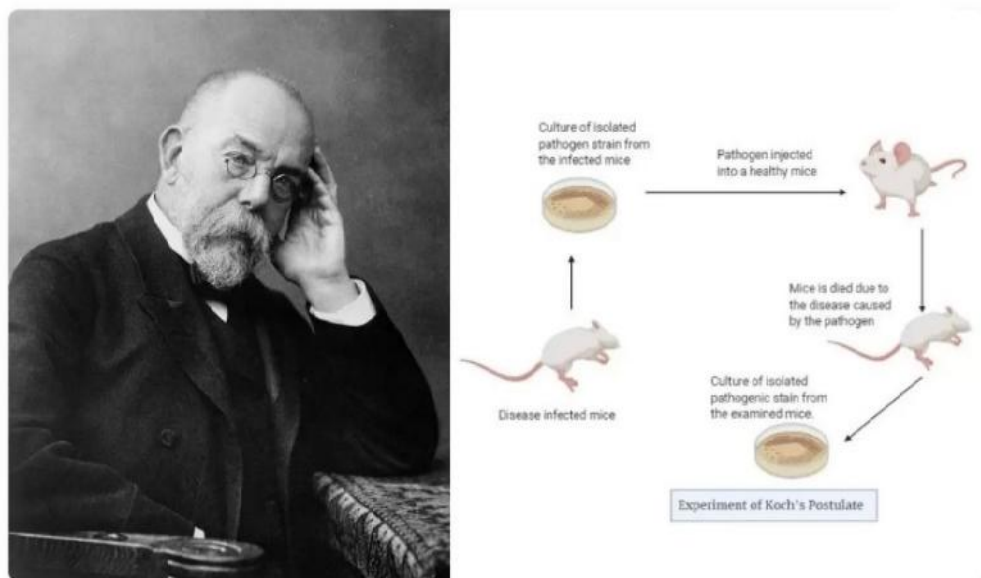 Culture of isolated
pathogen strain from
the infected mice
Pathogen injected
into a healthy mice
Mice is died due to
the disease caused
by the pathogen
Disease infected mice
Culture of isolated
pathogenic stain from
the examined mice.
Experiment of Koch's Postulate